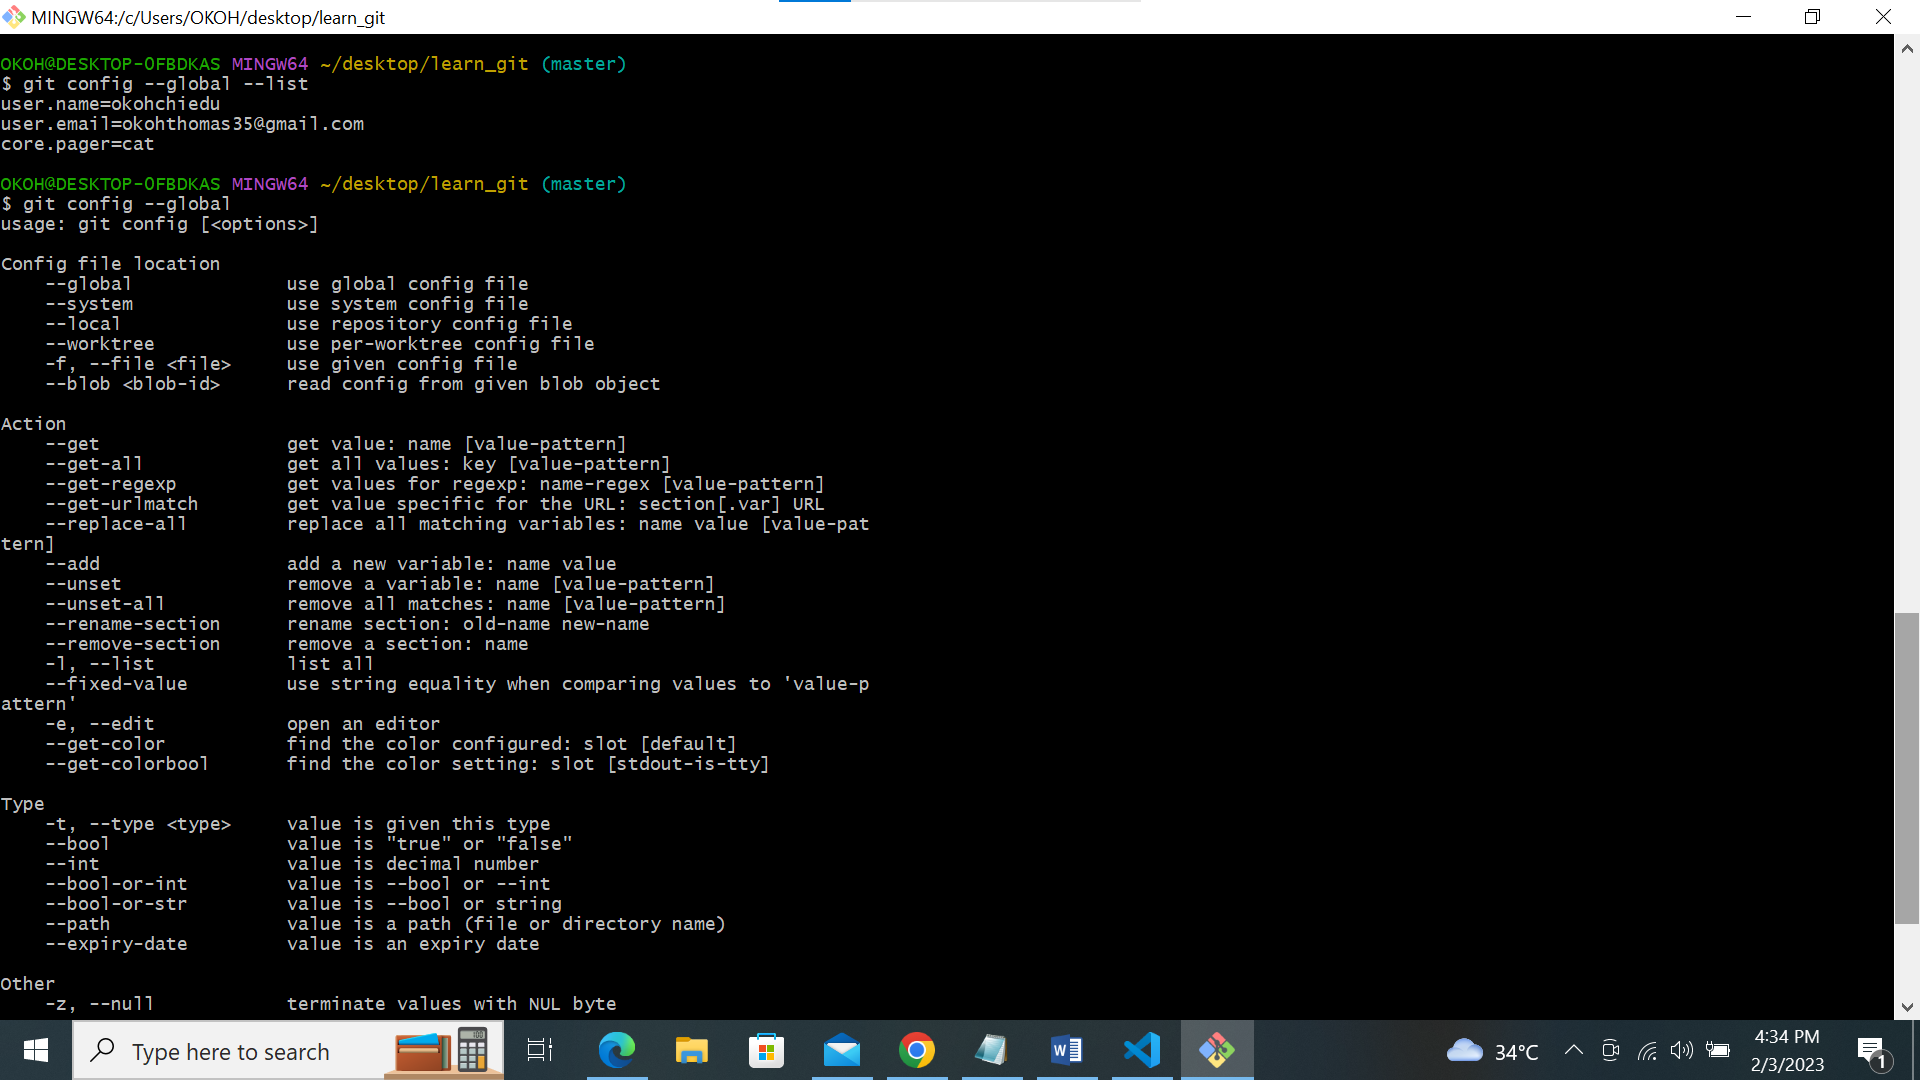 MINGW64:/c/Users/OKOH/desktop/learn_git
OKOH@DESKTOP-0FBDKAS MINGW64 ~/desktop/learn_git (master)
$ git config --global --list
user.name=okohchiedu
user.email=okohthomas35@gmail.com
core.pager=cat
OKOH@DESKTOP-0FBDKAS MINGW64 ~/desktop/learn_git (master)
$ git config --global
usage: git config [<options>]
Config file location
--global use global config file
--system use system config file
--local use repository config file
--worktree use per-worktree config file
-f, --file <file> use given config file
--blob <blob-id> read config from given blob object
Action
--get get value: name [value-pattern]
--get-all get all values: key [value-pattern]
--get-regexp get values for regexp: name-regex [value-pattern]
--get-urlmatch get value specific for the URL: section[.var] URL
--replace-all replace all matching variables: name value [value-pat
tern]
--add add a new variable: name value
--unset remove a variable: name [value-pattern]
--unset-all remove all matches: name [value-pattern]
--rename-section rename section: old-name new-name
--remove-section remove a section: name
-l, --list list all
--fixed-value use string equality when comparing values to 'value-p
attern'
-e, --edit open an editor
--get-color find the color configured: slot [default]
--get-colorbool find the color setting: slot [stdout-is-tty]
Type
-t, --type <type> value is given this type
--bool value is "true" or "false"
--int value is decimal number
--bool-or-int value is --bool or --int
--bool-or-str value is --bool or string
--path value is a path (file or directory name)
--expiry-date value is an expiry date
Other
-z, --null terminate values with NUL byte
Type here to search
34°C
4:34 PM
2/3/2023
1